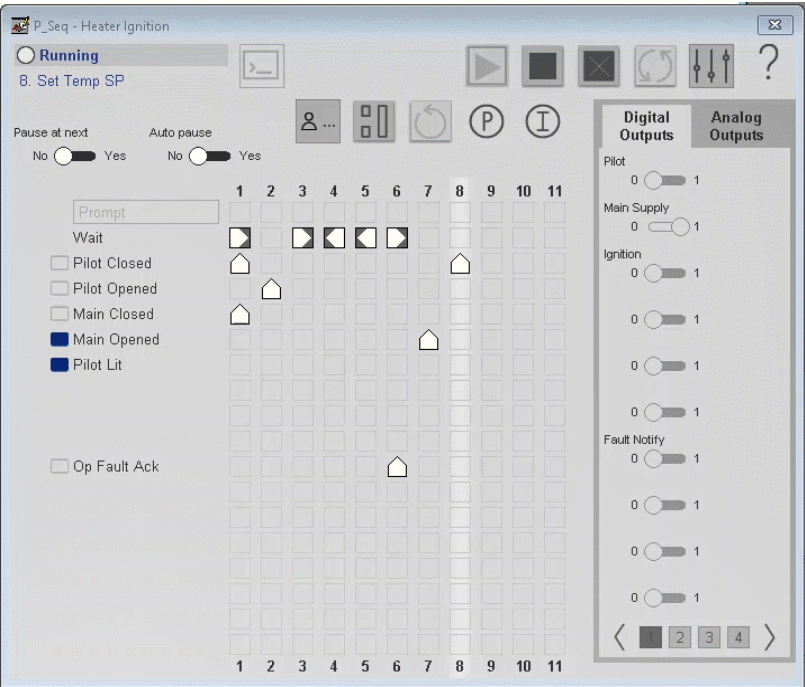 P_Seq - Heater Ignition
Running
8. Set Temp SP
>_
...
P
I
?
Pause at next
No Yes
Auto pause
No Yes
1 2 3 4 5 6 7 8 9 10 11
Prompt
Wait
Pilot Closed
Pilot Opened
Main Closed
Main Opened
Pilot Lit
Op Fault Ack
1 2 3 4 5 6 7 8 9 10 11
Digital
Outputs
Analog
Outputs
Pilot
0 1
Main Supply
0 1
Ignition
0 1
0 1
0 1
0 1
Fault Notify
0 1
0 1
0 1
0 1
1 2 3 4